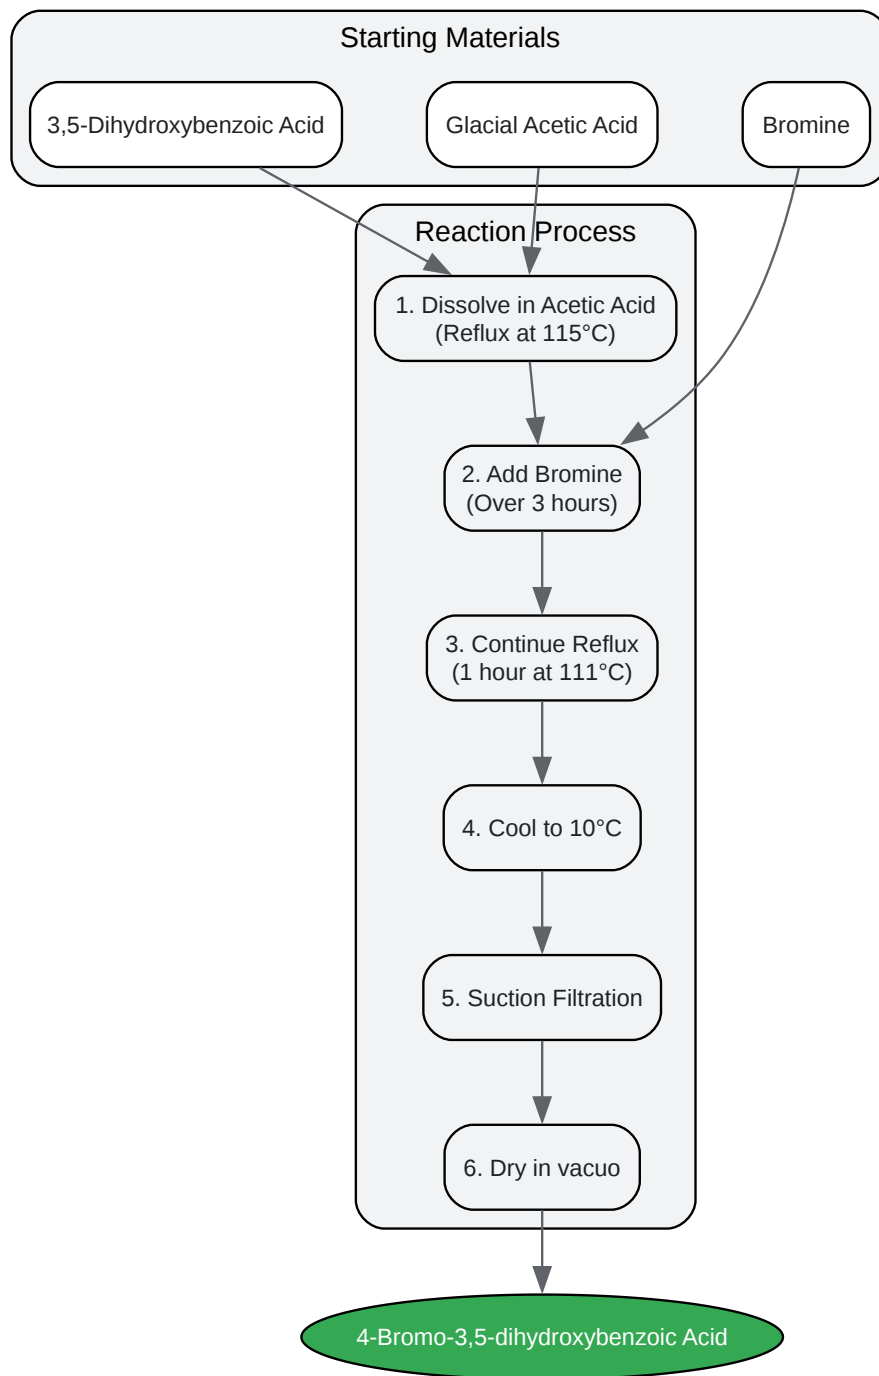 Starting Materials
3,5-Dihydroxybenzoic Acid
Glacial Acetic Acid
Bromine
Reaction Process
1. Dissolve in Acetic Acid
(Reflux at 115°C)
2. Add Bromine
(Over 3 hours)
3. Continue Reflux
(1 hour at 111°C)
4. Cool to 10°C
5. Suction Filtration
6. Dry in vacuo
4-Bromo-3,5-dihydroxybenzoic Acid